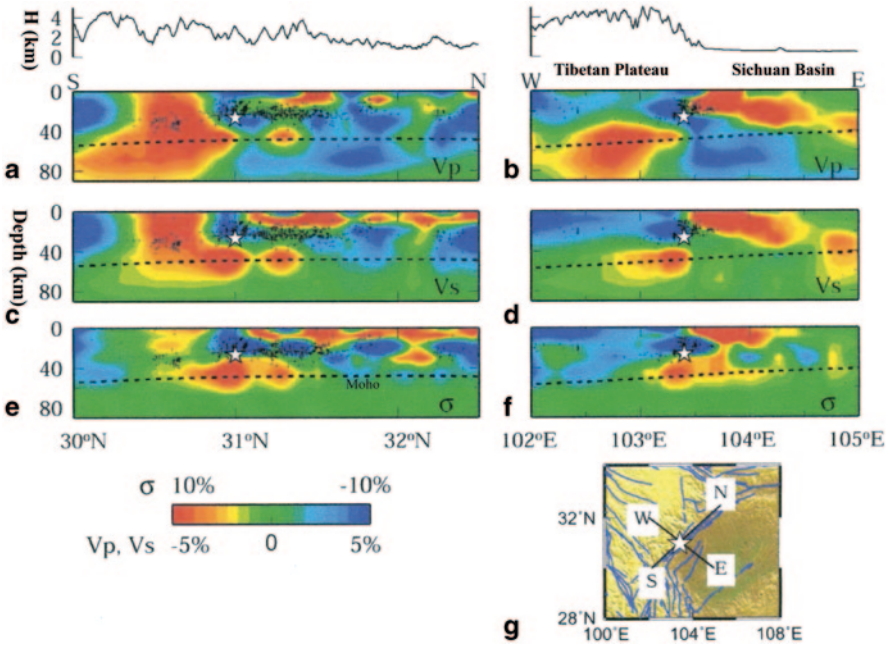 H (km)
4
2
0
S
N
W
Tibetan Plateau
Sichuan Basin
E
0
40
80
a
Vp
b
Vp
Depth (km)
0
40
80
c
Vs
d
Vs
0
40
80
e
Moho
σ
f
σ
30°N
31°N
32°N
102°E
103°E
104°E
105°E
σ 10% -10%
Vp, Vs -5% 0 5%
32°N
28°N
W
N
S
E
g
100°E
104°E
108°E